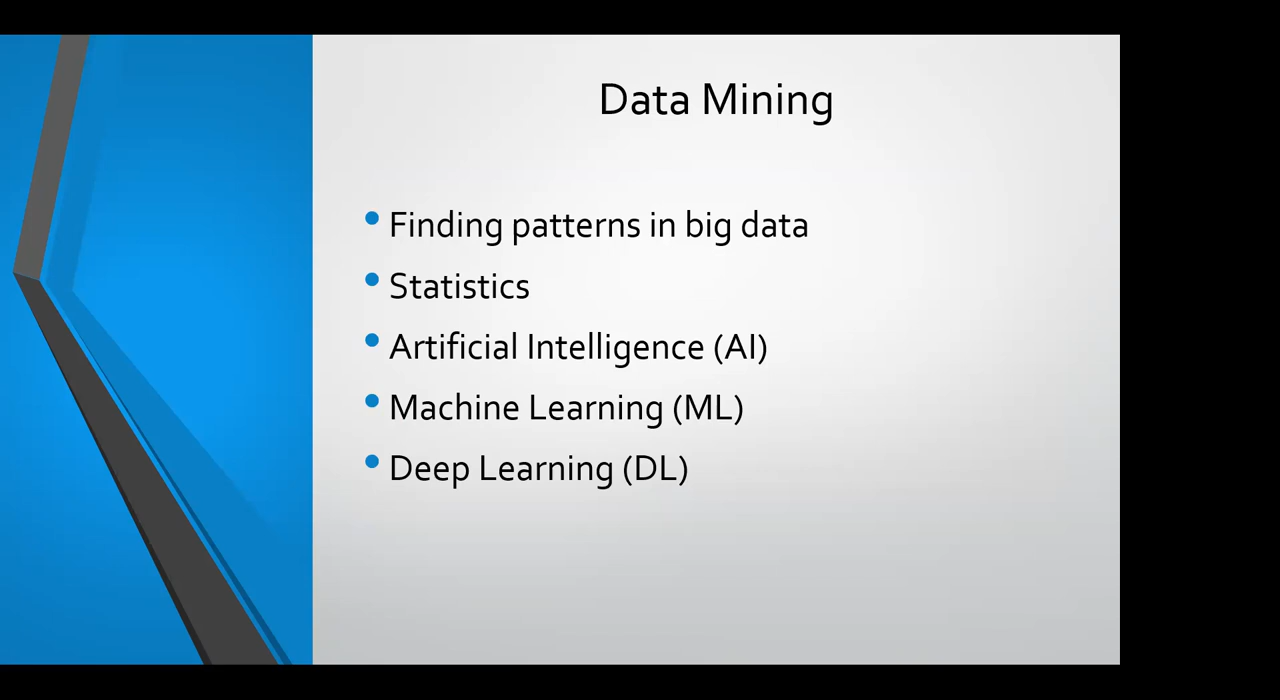 Data Mining
• Finding patterns in big data
• Statistics
• Artificial Intelligence (AI)
• Machine Learning (ML)
• Deep Learning (DL)